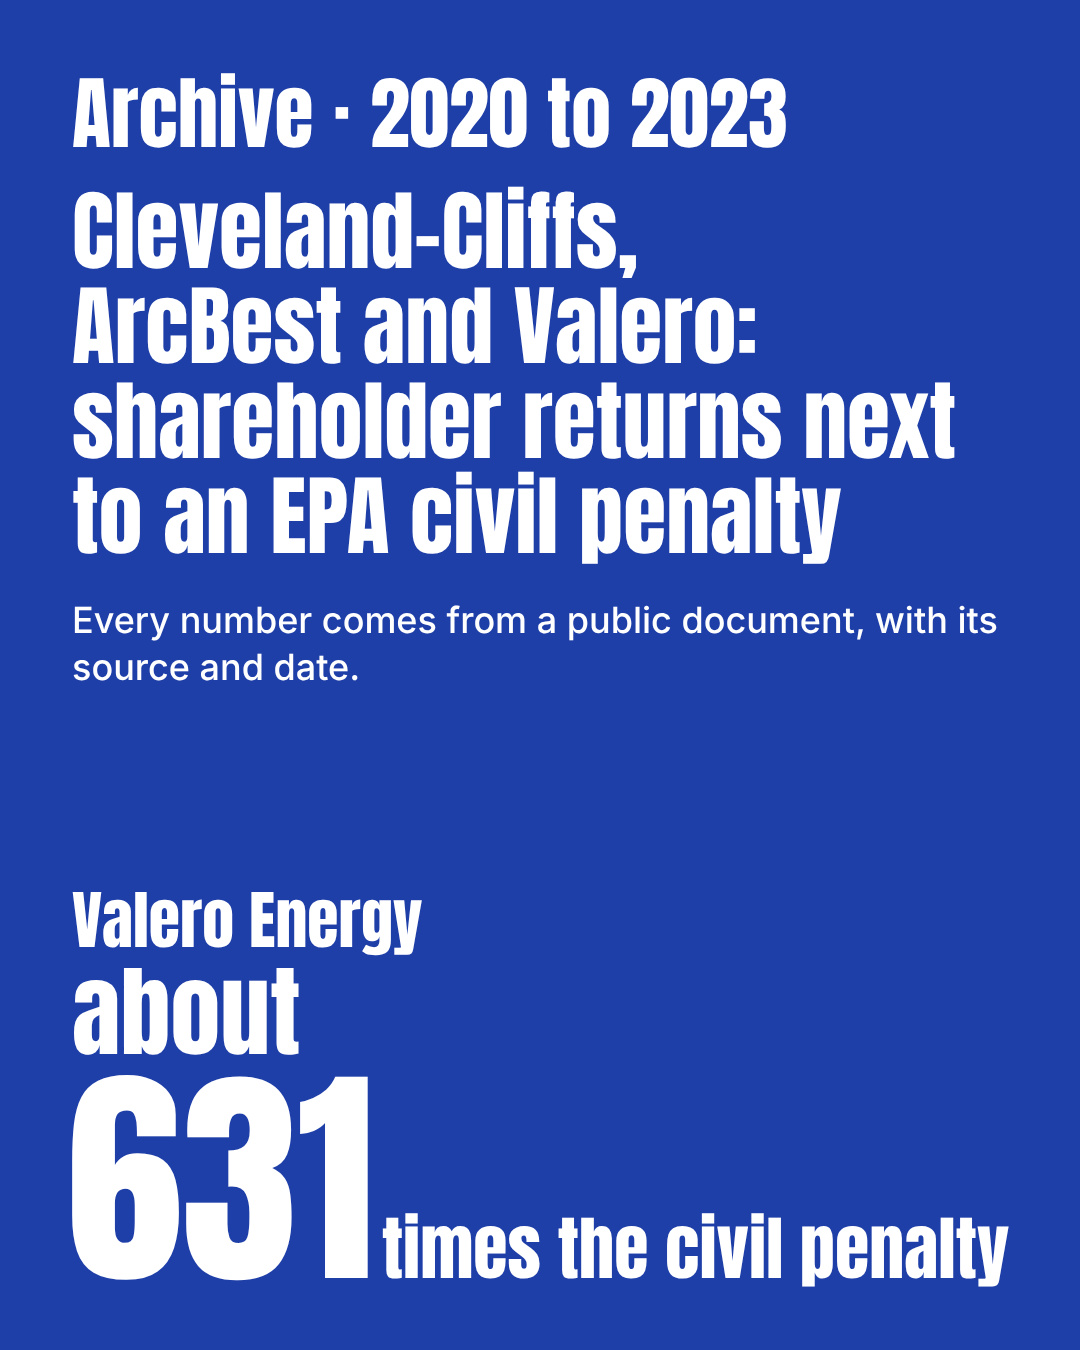 Archive · 2020 to 2023
Cleveland-Cliffs,
ArcBest and Valero:
shareholder returns next
to an EPA civil penalty
Every number comes from a public document, with its
source and date.
Valero Energy
about
631 times the civil penalty